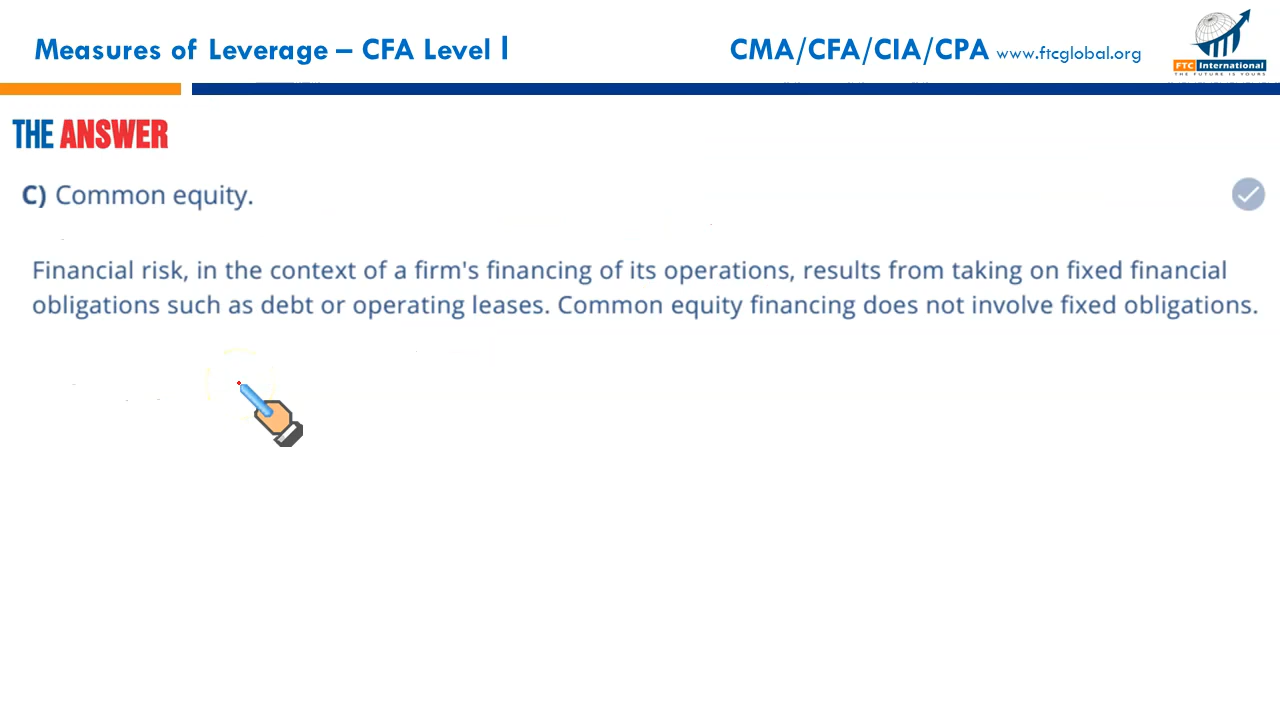 Measures of Leverage – CFA Level I
CMA/CFA/CIA/CPA www.ftcglobal.org
FTC International
THE FUTURE IS YOURS
THE ANSWER
C) Common equity.
Financial risk, in the context of a firm's financing of its operations, results from taking on fixed financial
obligations such as debt or operating leases. Common equity financing does not involve fixed obligations.